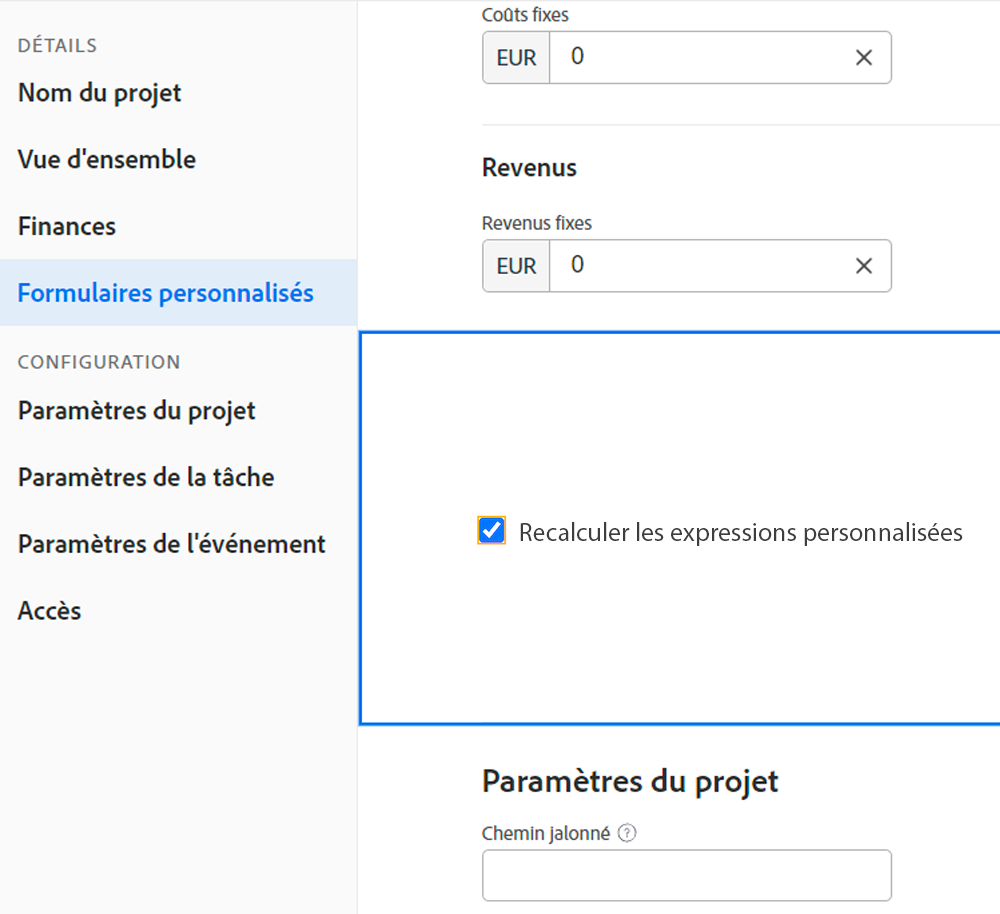 DÉTAILS
Nom du projet
Vue d'ensemble
Finances
Formulaires personnalisés
CONFIGURATION
Paramètres du projet
Paramètres de la tâche
Paramètres de l'événement
Accès
Coûts fixes
EUR 0
Revenus
Revenus fixes
EUR 0
Recalculer les expressions personnalisées
Paramètres du projet
Chemin jalonné ?